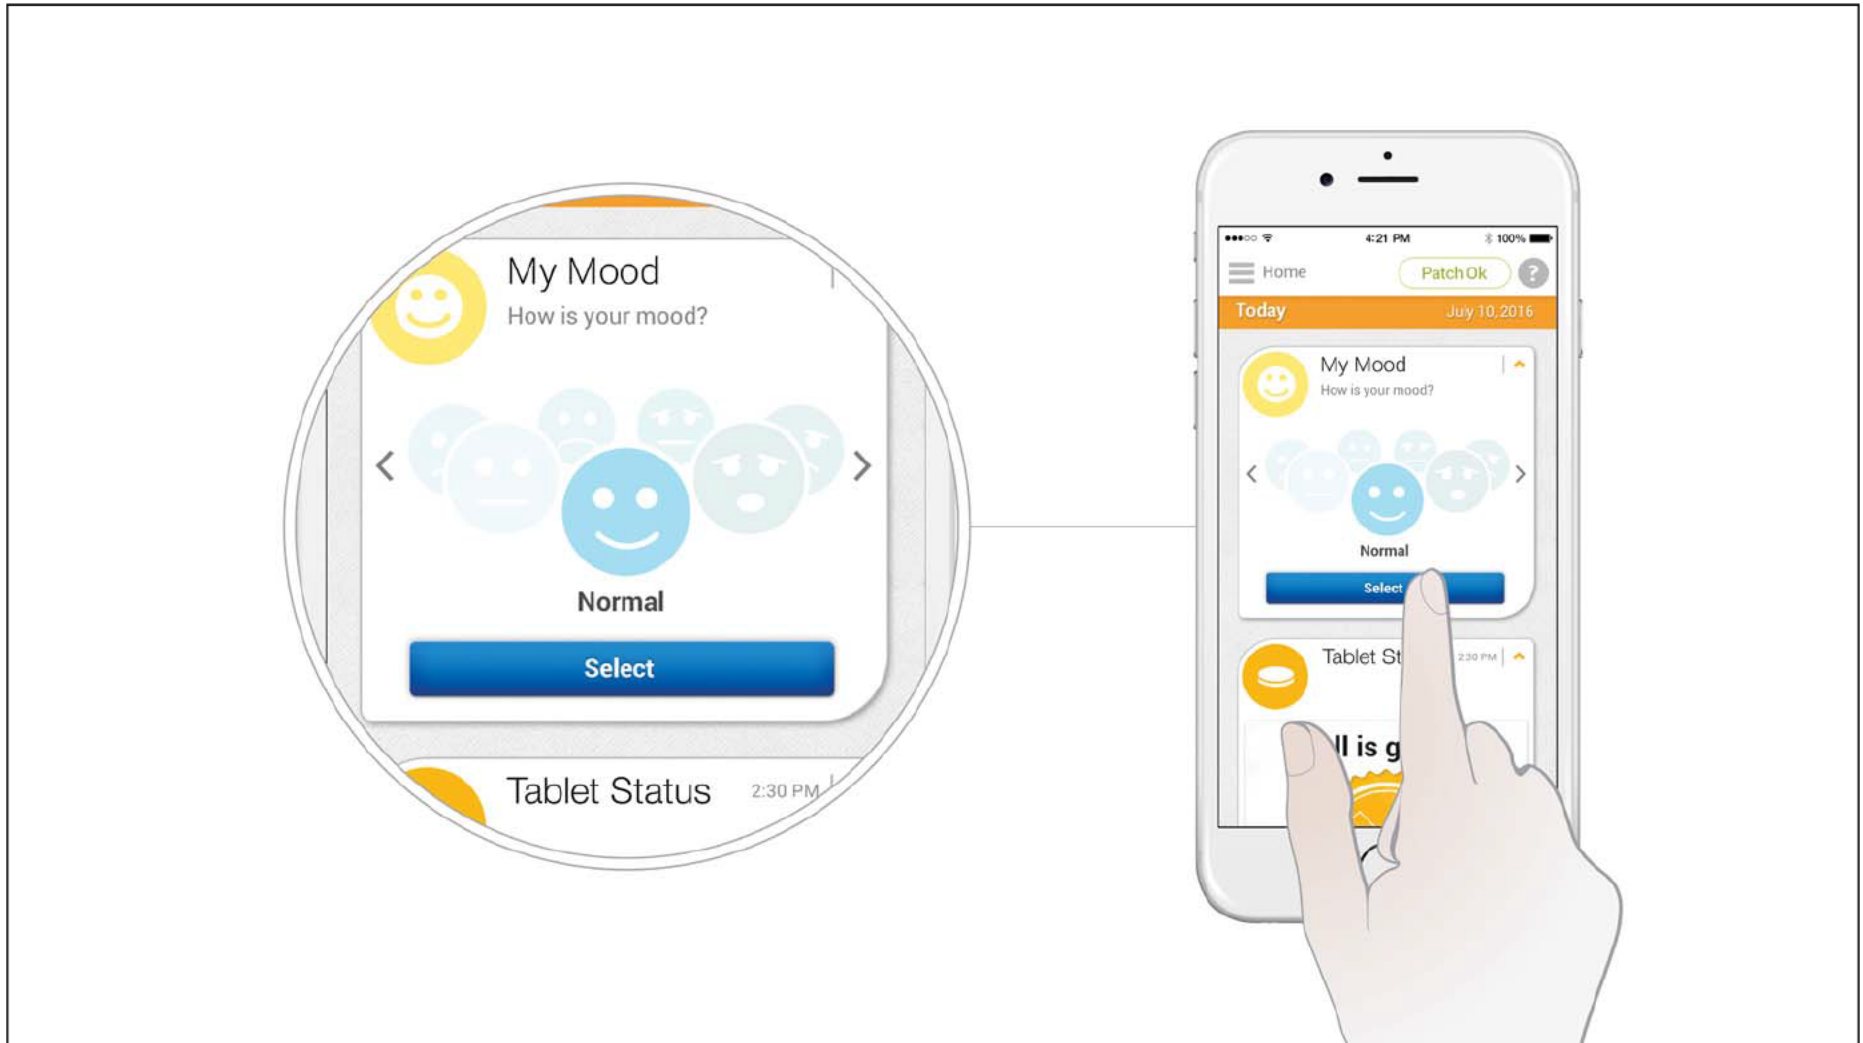 My Mood
How is your mood?
Normal
Select
Tablet Status 2:30 PM
4:21 PM 100%
Home Patch Ok ?
Today July 10, 2016
My Mood
How is your mood?
Normal
Select
Tablet St 2:30 PM
ll is g